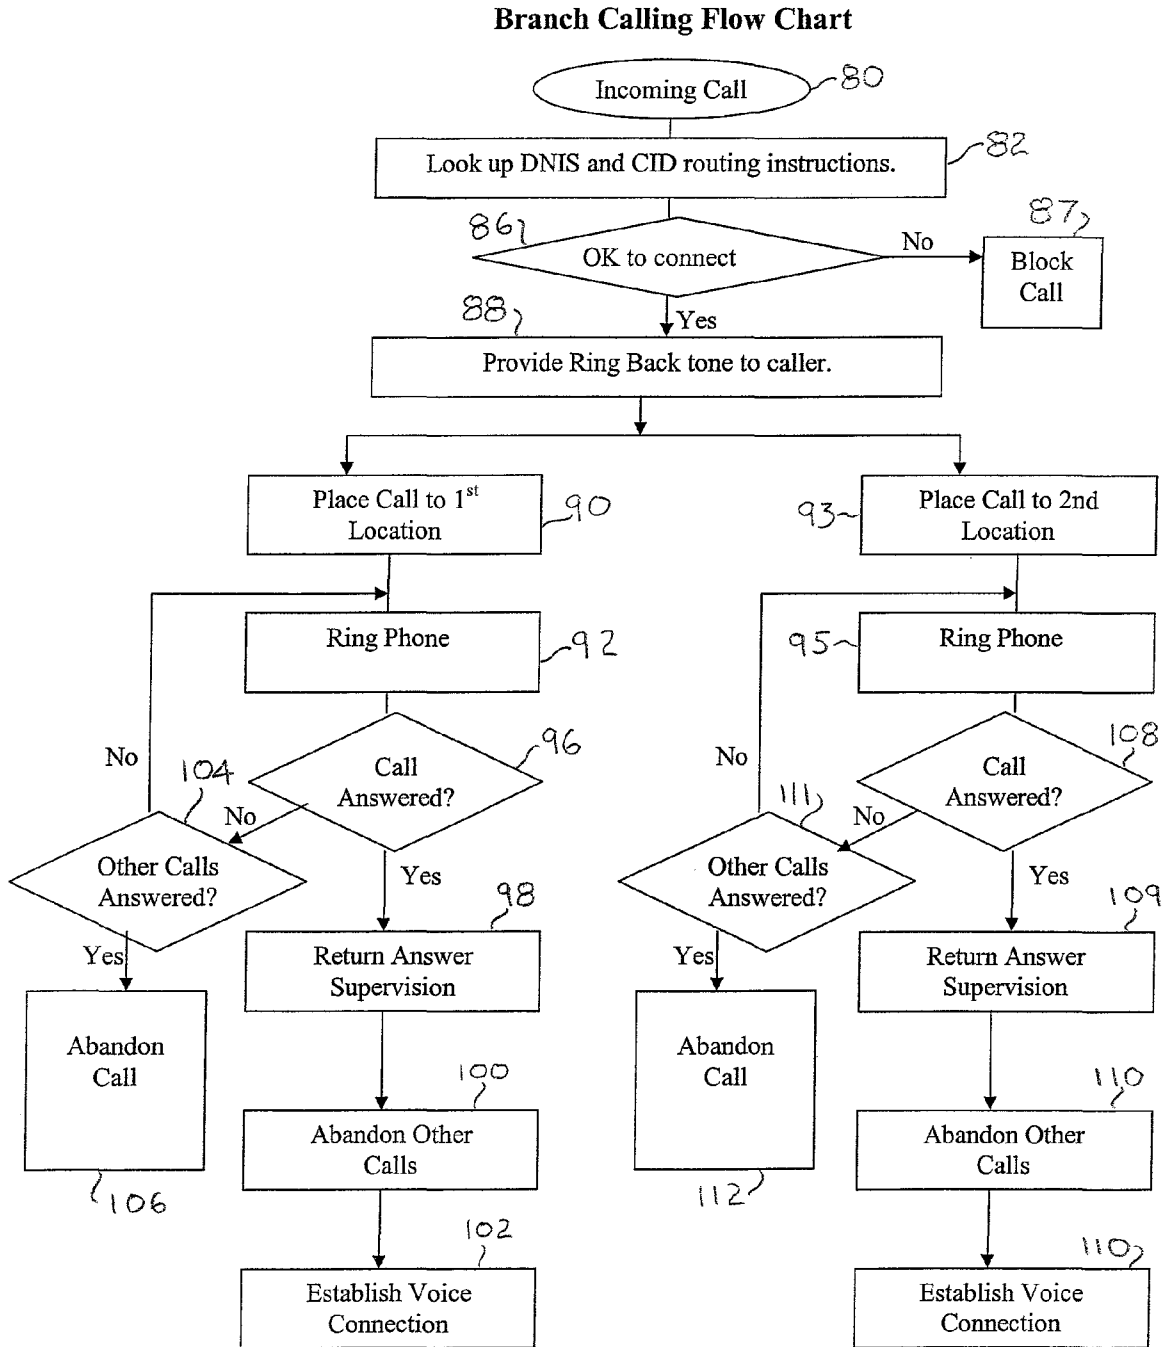 Branch Calling Flow Chart
Incoming Call
80
Look up DNIS and CID routing instructions.
82
86
OK to connect
No
87
Block
Call
88
Yes
Provide Ring Back tone to caller.
Place Call to 1st
Location
90
93
Place Call to 2nd
Location
Ring Phone
92
95
Ring Phone
No
104
Call
Answered?
96
No
Other Calls
Answered?
Yes
Yes
98
Return Answer
Supervision
Abandon
Call
106
100
Abandon Other
Calls
102
Establish Voice
Connection
No
111
Call
Answered?
108
No
Other Calls
Answered?
Yes
Yes
109
Return Answer
Supervision
Abandon
Call
112
110
Abandon Other
Calls
110
Establish Voice
Connection